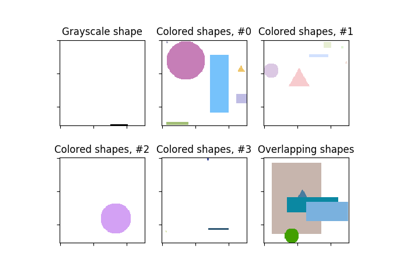 Grayscale shape
Colored shapes, #0
Colored shapes, #1
Colored shapes, #2
Colored shapes, #3
Overlapping shapes